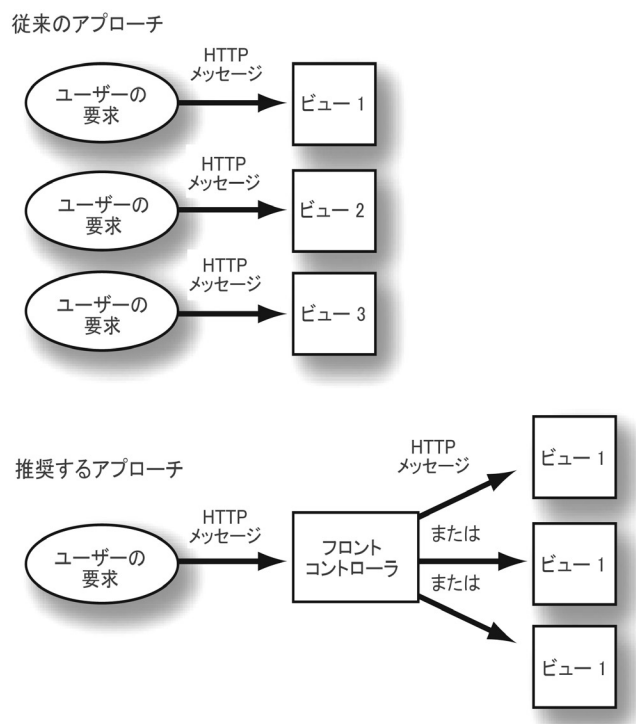 従来のアプローチ
HTTP
メッセージ
ユーザーの
要求
ビュー 1
HTTP
メッセージ
ユーザーの
要求
ビュー 2
HTTP
メッセージ
ユーザーの
要求
ビュー 3
推奨するアプローチ
HTTP
メッセージ
ユーザーの
要求
フロント
コントローラ
HTTP
メッセージ
ビュー 1
または
ビュー 1
または
ビュー 1